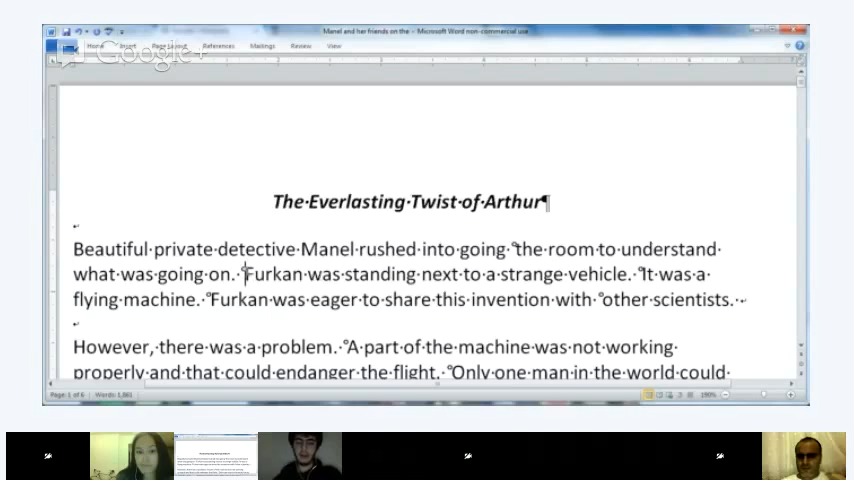 Manel and her friends on the - Microsoft Word non-commercial use
Home Insert Page Layout References Mailings Review View
Google+
The Everlasting Twist of Arthur
Beautiful private detective Manel rushed into going the room to understand
what was going on. Furkan was standing next to a strange vehicle. It was a
flying machine. Furkan was eager to share this invention with other scientists.
However, there was a problem. A part of the machine was not working
properly and that could endanger the flight. Only one man in the world could
Page: 1 of 6 Words: 1,861 190%